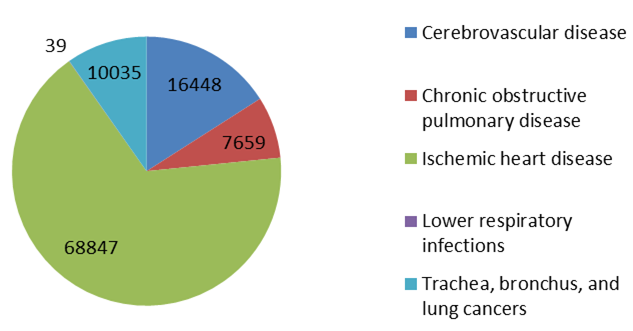 39
10035
16448
7659
68847
Cerebrovascular disease
Chronic obstructive
pulmonary disease
Ischemic heart disease
Lower respiratory
infections
Trachea, bronchus, and
lung cancers